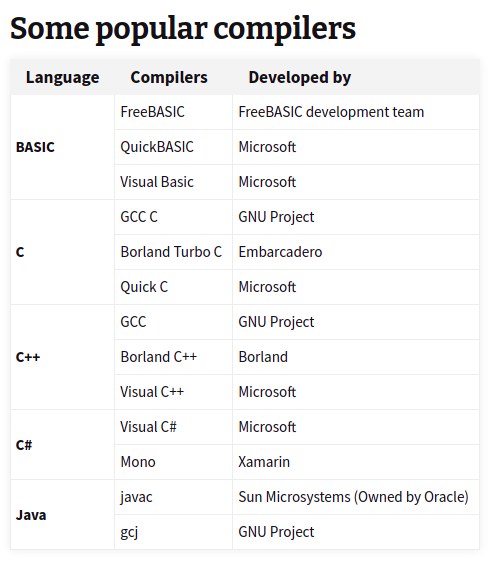 Some popular compilers
Language Compilers Developed by
BASIC
FreeBASIC FreeBASIC development team
QuickBASIC Microsoft
Visual Basic Microsoft
C
GCC C GNU Project
Borland Turbo C Embarcadero
Quick C Microsoft
C++
GCC GNU Project
Borland C++ Borland
Visual C++ Microsoft
C#
Visual C# Microsoft
Mono Xamarin
Java
javac Sun Microsystems (Owned by Oracle)
gcj GNU Project